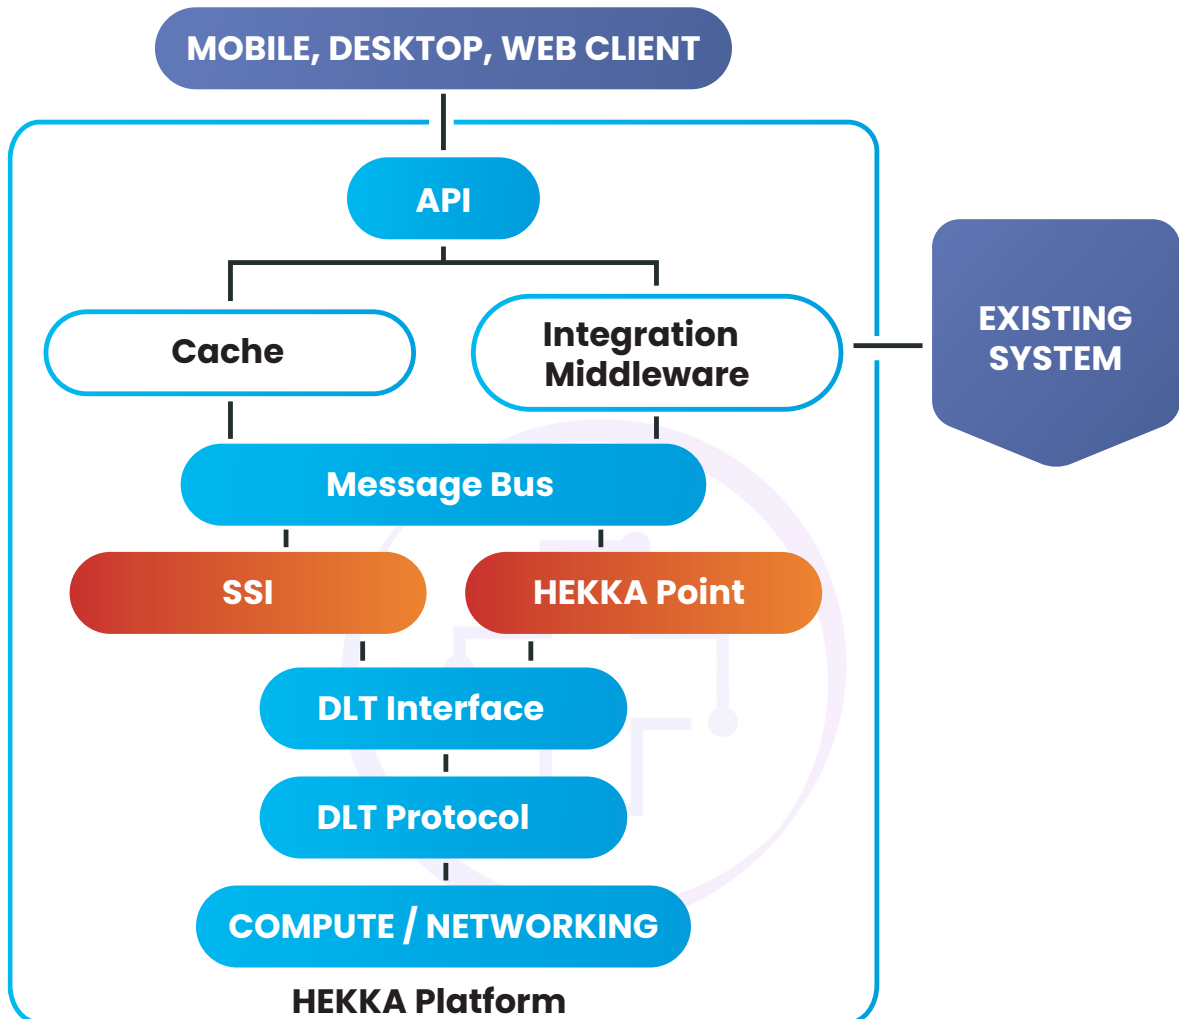 MOBILE, DESKTOP, WEB CLIENT
API
Cache
Integration
Middleware
EXISTING
SYSTEM
Message Bus
SSI
HEKKA Point
DLT Interface
DLT Protocol
COMPUTE / NETWORKING
HEKKA Platform